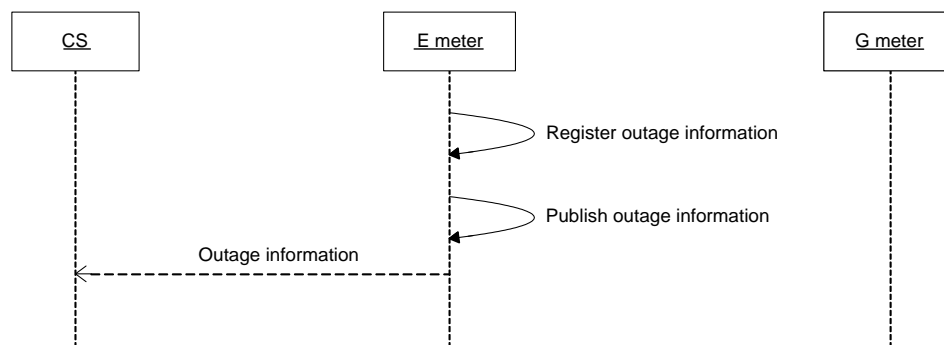 CS
E meter
G meter
Register outage information
Publish outage information
Outage information